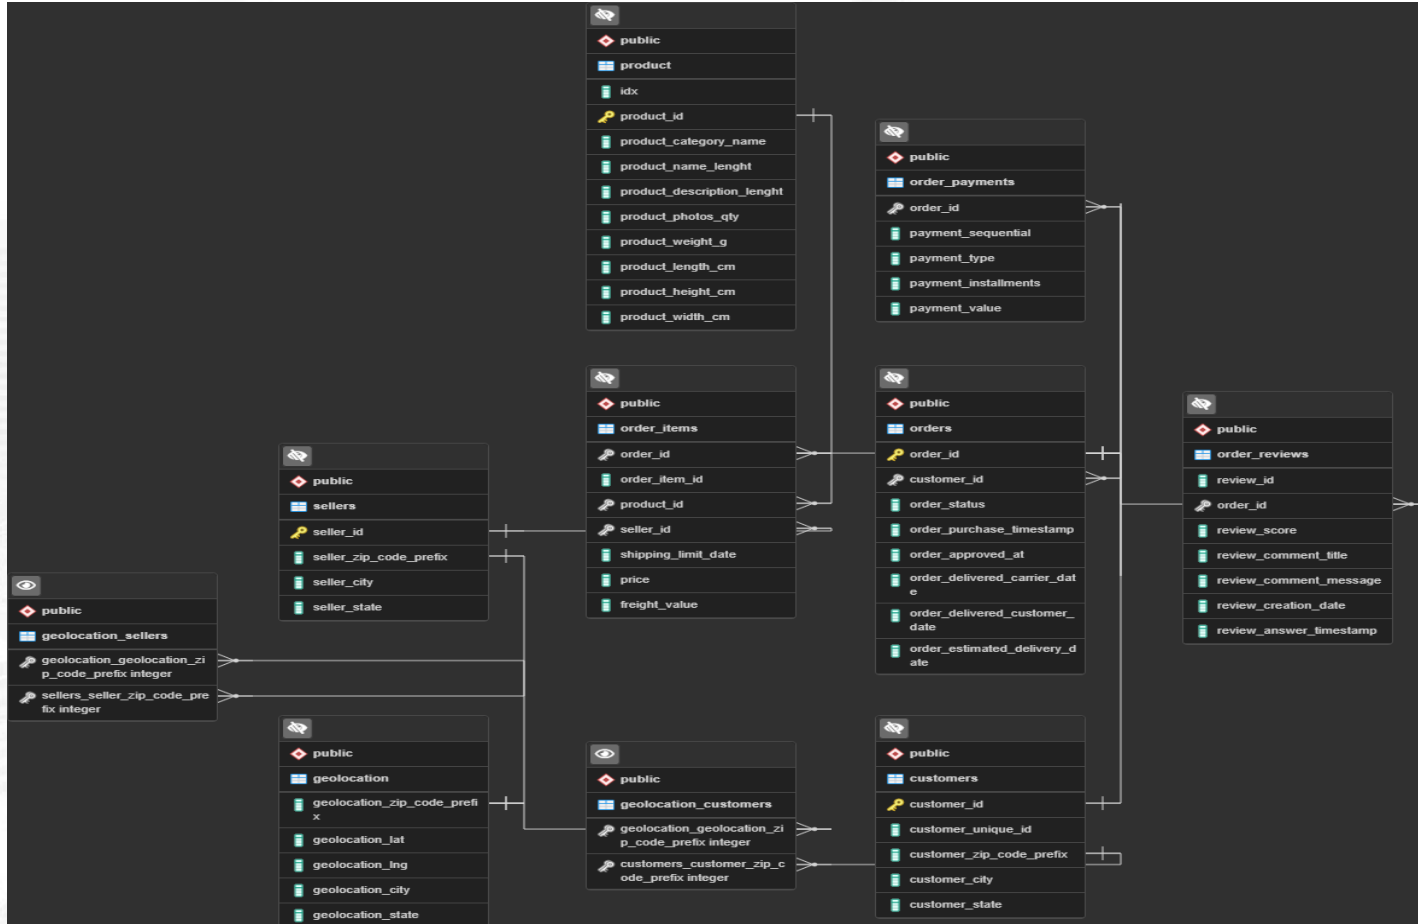 public
product
idx
product_id
product_category_name
product_name_lenght
product_description_lenght
product_photos_qty
product_weight_g
product_length_cm
product_height_cm
product_width_cm
public
order_payments
order_id
payment_sequential
payment_type
payment_installments
payment_value
public
order_items
order_id
order_item_id
product_id
seller_id
shipping_limit_date
price
freight_value
public
orders
order_id
customer_id
order_status
order_purchase_timestamp
order_approved_at
order_delivered_carrier_dat
e
order_delivered_customer_
date
order_estimated_delivery_d
ate
public
order_reviews
review_id
order_id
review_score
review_comment_title
review_comment_message
review_creation_date
review_answer_timestamp
public
sellers
seller_id
seller_zip_code_prefix
seller_city
seller_state
public
geolocation_sellers
geolocation_geolocation_zi
p_code_prefix integer
sellers_seller_zip_code_pre
fix integer
public
geolocation
geolocation_zip_code_prefi
x
geolocation_lat
geolocation_lng
geolocation_city
geolocation_state
public
geolocation_customers
geolocation_geolocation_zi
p_code_prefix integer
customers_customer_zip_c
ode_prefix integer
public
customers
customer_id
customer_unique_id
customer_zip_code_prefix
customer_city
customer_state